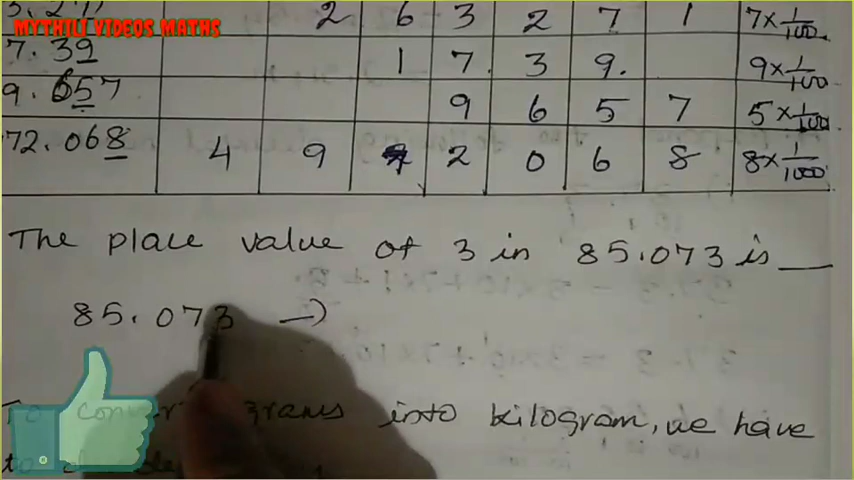 MYTHILI VIDEOS MATHS
2 6 3 2 7 1 7×1/100
7.39 1 7. 3 9. 9×1/100
9.657 9 6 5 7 5×1/100
72.068 4 9 2 0 6 8 8×1/1000
The place value of 3 in 85.073 is __
85.073 →
grams into kilogram, we have
to